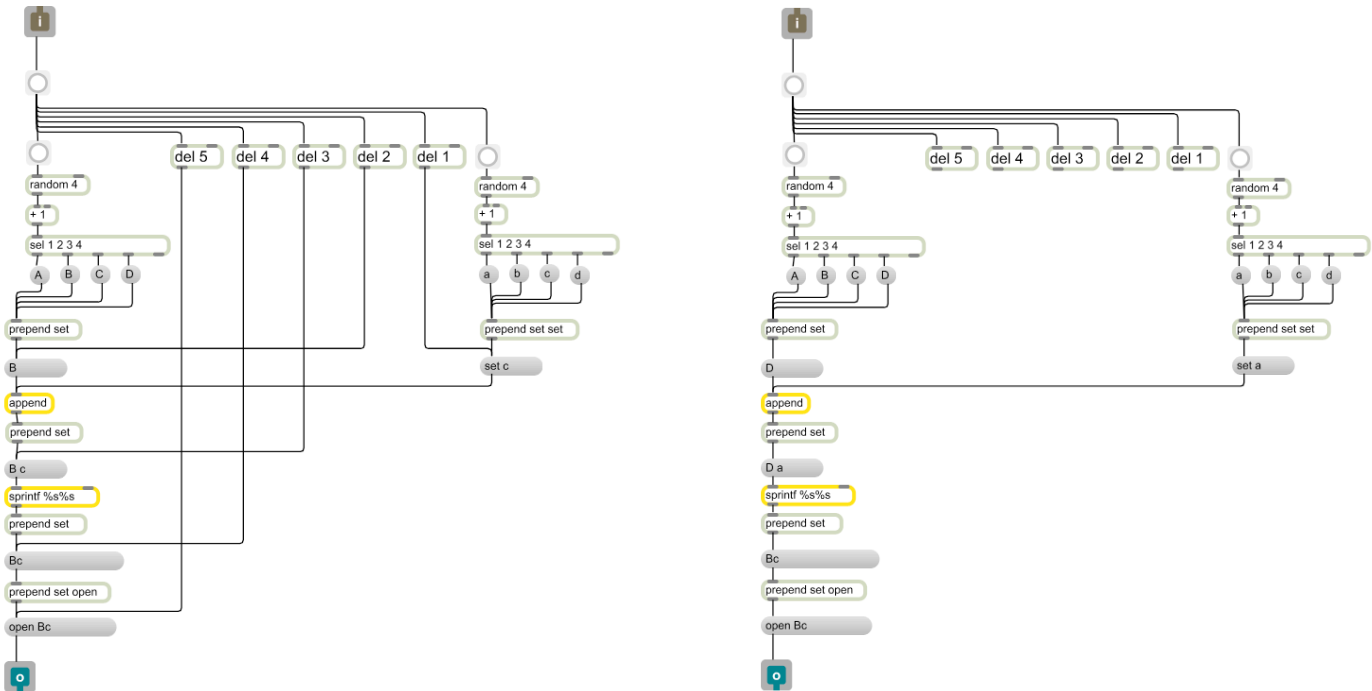 i
del 5 del 4 del 3 del 2 del 1
random 4 random 4
+ 1 + 1
sel 1 2 3 4 sel 1 2 3 4
A B C D a b c d
prepend set prepend set set
B set c
append
prepend set
B c
sprintf %s%s
prepend set
Bc
prepend set open
open Bc
o
i
del 5 del 4 del 3 del 2 del 1
random 4 random 4
+ 1 + 1
sel 1 2 3 4 sel 1 2 3 4
A B C D a b c d
prepend set prepend set set
D set a
append
prepend set
D a
sprintf %s%s
prepend set
Bc
prepend set open
open Bc
o